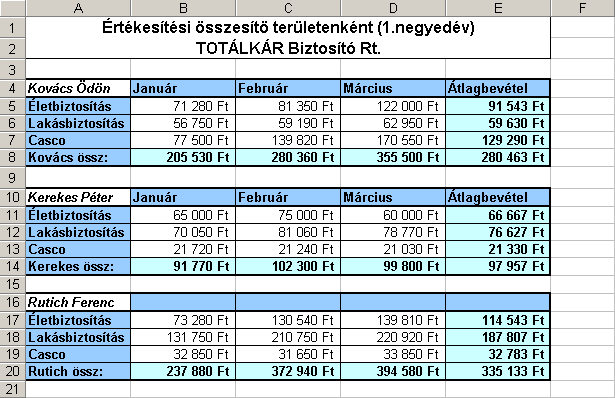 A B C D E F
1 Értékesítési összesítő területenként (1.negyedév)
2 TOTÁLKÁR Biztosító Rt.
3
4 Kovács Ödön Január Február Március Átlagbevétel
5 Életbiztosítás 71 280 Ft 81 350 Ft 122 000 Ft 91 543 Ft
6 Lakásbiztosítás 56 750 Ft 59 190 Ft 62 950 Ft 59 630 Ft
7 Casco 77 500 Ft 139 820 Ft 170 550 Ft 129 290 Ft
8 Kovács össz: 205 530 Ft 280 360 Ft 355 500 Ft 280 463 Ft
9
10 Kerekes Péter Január Február Március Átlagbevétel
11 Életbiztosítás 65 000 Ft 75 000 Ft 60 000 Ft 66 667 Ft
12 Lakásbiztosítás 70 050 Ft 81 060 Ft 78 770 Ft 76 627 Ft
13 Casco 21 720 Ft 21 240 Ft 21 030 Ft 21 330 Ft
14 Kerekes össz: 91 770 Ft 102 300 Ft 99 800 Ft 97 957 Ft
15
16 Rutich Ferenc
17 Életbiztosítás 73 280 Ft 130 540 Ft 139 810 Ft 114 543 Ft
18 Lakásbiztosítás 131 750 Ft 210 750 Ft 220 920 Ft 187 807 Ft
19 Casco 32 850 Ft 31 650 Ft 33 850 Ft 32 783 Ft
20 Rutich össz: 237 880 Ft 372 940 Ft 394 580 Ft 335 133 Ft
21